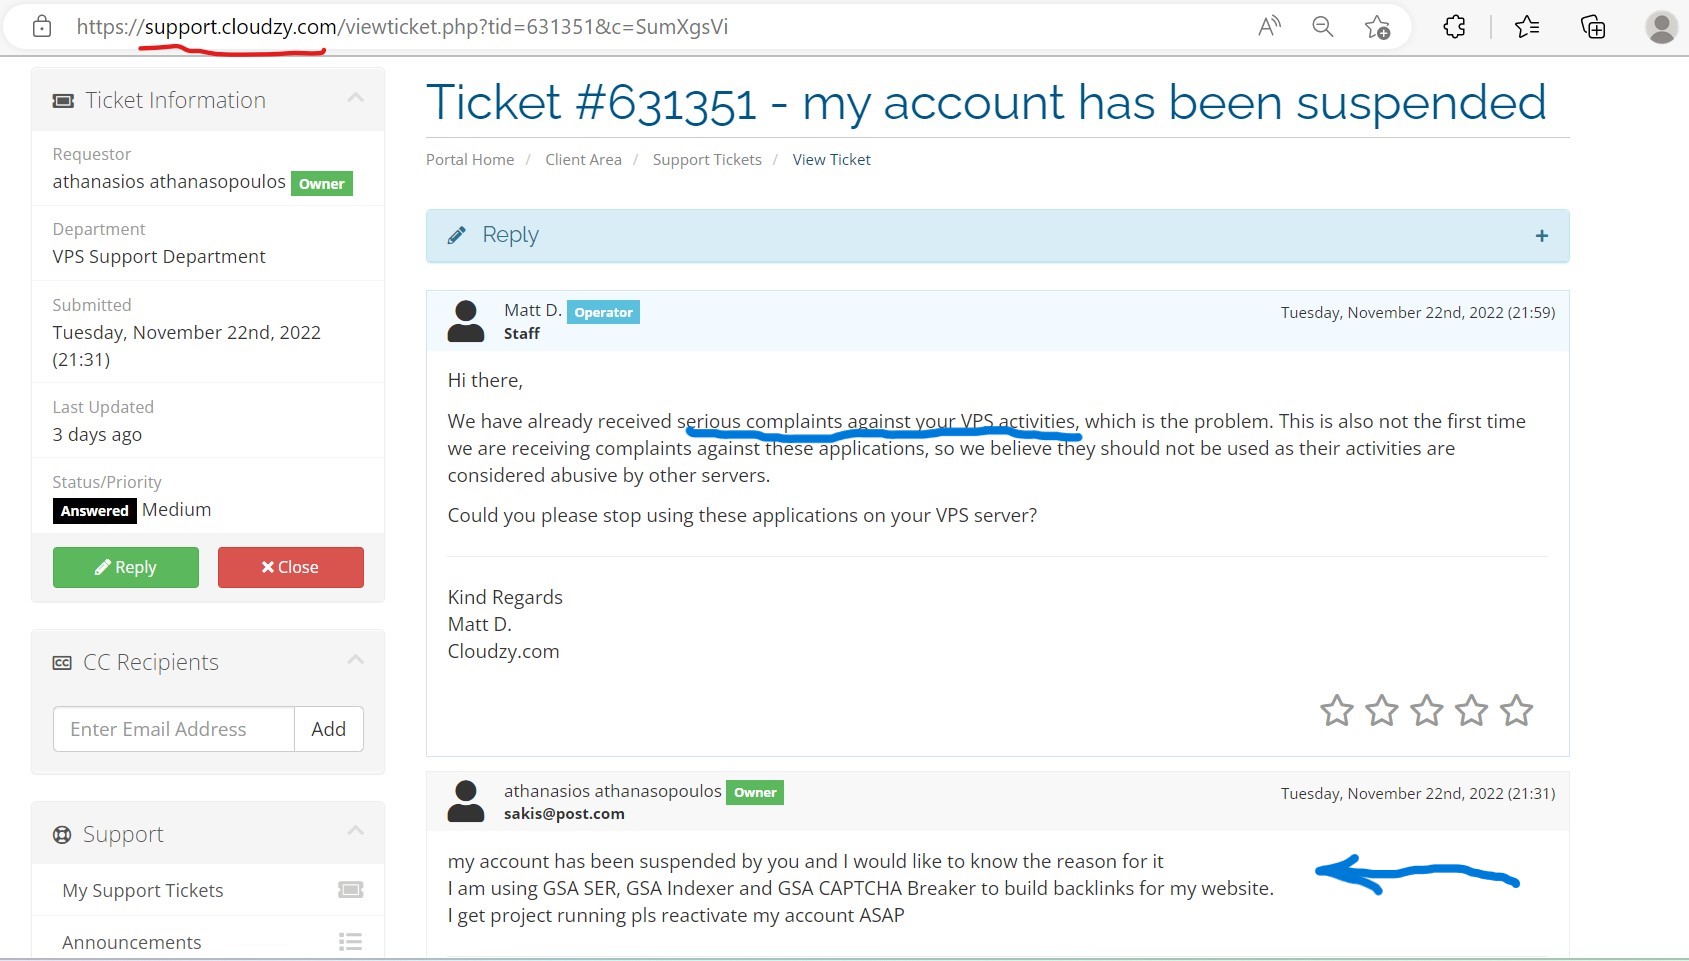 https://support.cloudzy.com/viewticket.php?tid=631351&c=SumXgsVi
Ticket Information
Requestor
athanasios athanasopoulos Owner
Department
VPS Support Department
Submitted
Tuesday, November 22nd, 2022
(21:31)
Last Updated
3 days ago
Status/Priority
Answered Medium
Reply
Close
CC Recipients
Enter Email Address
Add
Support
My Support Tickets
Announcements
Ticket #631351 - my account has been suspended
Portal Home / Client Area / Support Tickets / View Ticket
Reply +
Matt D. Operator
Staff
Tuesday, November 22nd, 2022 (21:59)
Hi there,
We have already received serious complaints against your VPS activities, which is the problem. This is also not the first time
we are receiving complaints against these applications, so we believe they should not be used as their activities are
considered abusive by other servers.
Could you please stop using these applications on your VPS server?
Kind Regards
Matt D.
Cloudzy.com
athanasios athanasopoulos Owner
sakis@post.com
Tuesday, November 22nd, 2022 (21:31)
my account has been suspended by you and I would like to know the reason for it
I am using GSA SER, GSA Indexer and GSA CAPTCHA Breaker to build backlinks for my website.
I get project running pls reactivate my account ASAP